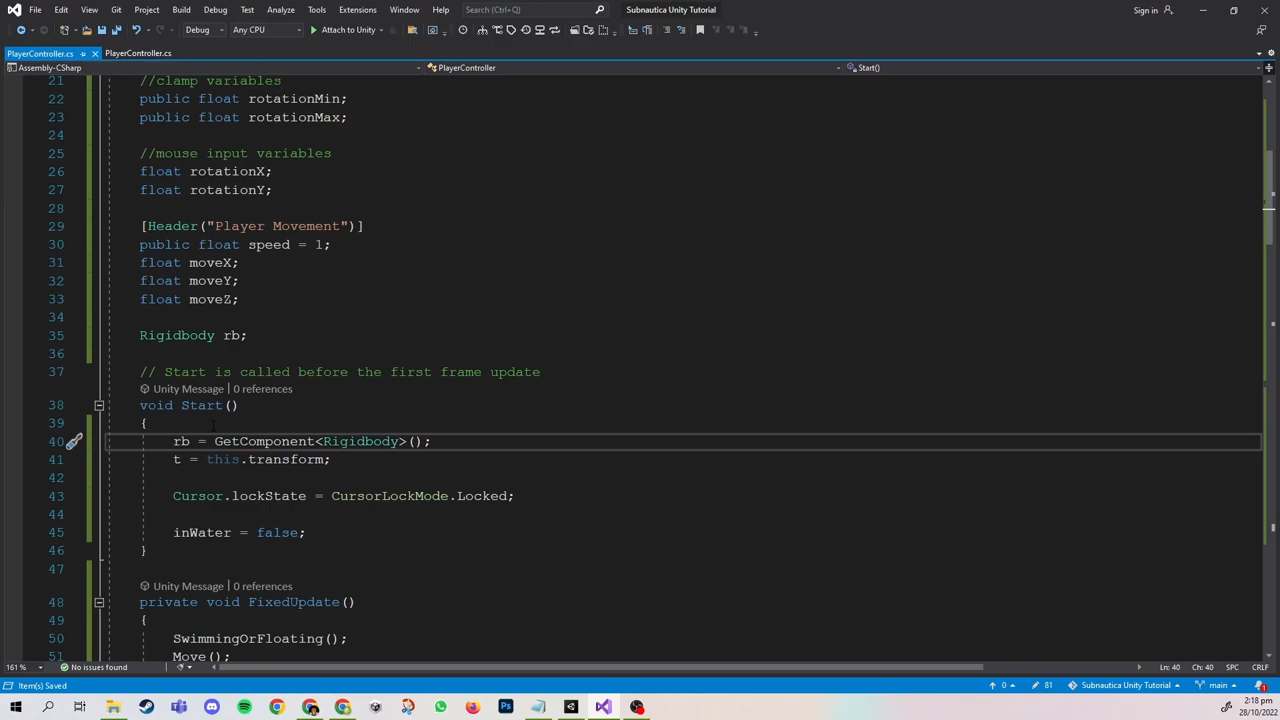 File Edit View Git Project Build Debug Test Analyze Tools Extensions Window Help Search (Ctrl+Q) Subnautica Unity Tutorial Sign in
Debug Any CPU Attach to Unity
PlayerController.cs PlayerController.cs
Assembly-CSharp PlayerController Start()
21 //clamp variables
22 public float rotationMin;
23 public float rotationMax;
24
25 //mouse input variables
26 float rotationX;
27 float rotationY;
28
29 [Header("Player Movement")]
30 public float speed = 1;
31 float moveX;
32 float moveY;
33 float moveZ;
34
35 Rigidbody rb;
36
37 // Start is called before the first frame update
Unity Message | 0 references
38 void Start()
39 {
40 rb = GetComponent<Rigidbody>();
41 t = this.transform;
42
43 Cursor.lockState = CursorLockMode.Locked;
44
45 inWater = false;
46 }
47
Unity Message | 0 references
48 private void FixedUpdate()
49 {
50 SwimmingOrFloating();
51 Move();
161 % No issues found Ln: 40 Ch: 40 SPC CRLF
Item(s) Saved 0 81 Subnautica Unity Tutorial main 1
2:18 pm
28/10/2022